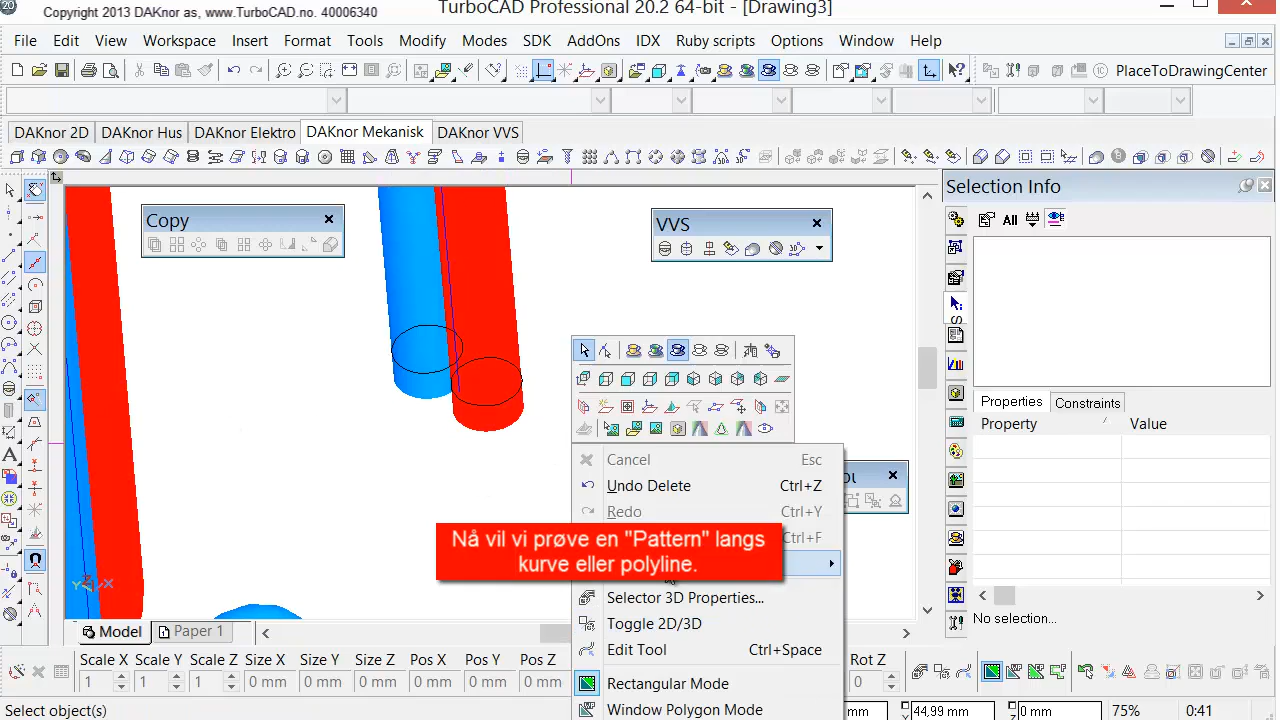 Copyright 2013 DAKnor as, www.TurboCAD.no. 40006340
TurboCAD Professional 20.2 64-bit - [Drawing3]
File Edit View Workspace Insert Format Tools Modify Modes SDK AddOns IDX Ruby scripts Options Window Help
PlaceToDrawingCenter
DAKnor 2D DAKnor Hus DAKnor Elektro DAKnor Mekanisk DAKnor VVS
Selection Info
Copy
VVS
All
Properties Constraints
Property Value
Cancel Esc
Undo Delete Ctrl+Z
Redo Ctrl+Y
Ctrl+F
Nå vil vi prøve en "Pattern" langs
kurve eller polyline.
Selector 3D Properties...
Toggle 2D/3D
Edit Tool Ctrl+Space
Rectangular Mode
Window Polygon Mode
No selection...
Model Paper 1
Scale X Scale Y Scale Z Size X Size Y Size Z Pos X Pos Y Pos Z Rot Z
1 1 1 0 mm 0 mm 0 mm 0 mm 0 mm 0 mm 0
Select object(s) mm 44,99 mm 0 mm 75% 0:41